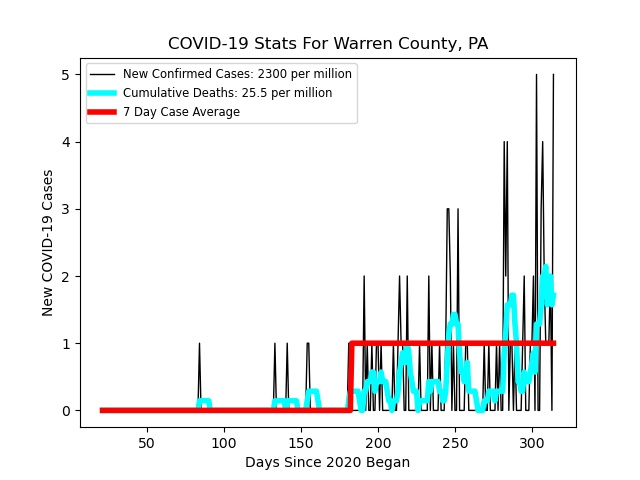 COVID-19 Stats For Warren County, PA
New Confirmed Cases: 2300 per million
Cumulative Deaths: 25.5 per million
7 Day Case Average
New COVID-19 Cases
5
4
3
2
1
0
50 100 150 200 250 300
Days Since 2020 Began